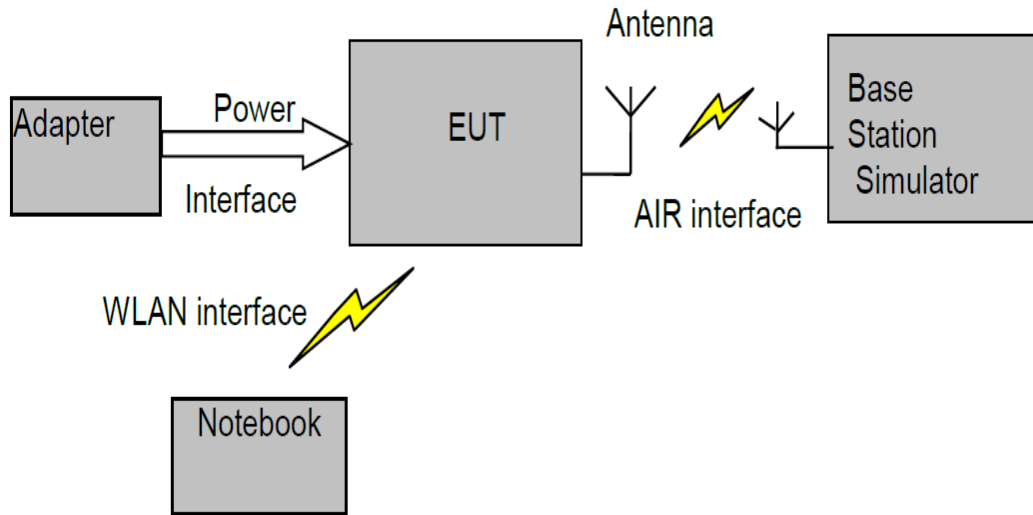 Antenna
Adapter
Power
Interface
EUT
Base
Station
Simulator
AIR interface
WLAN interface
Notebook